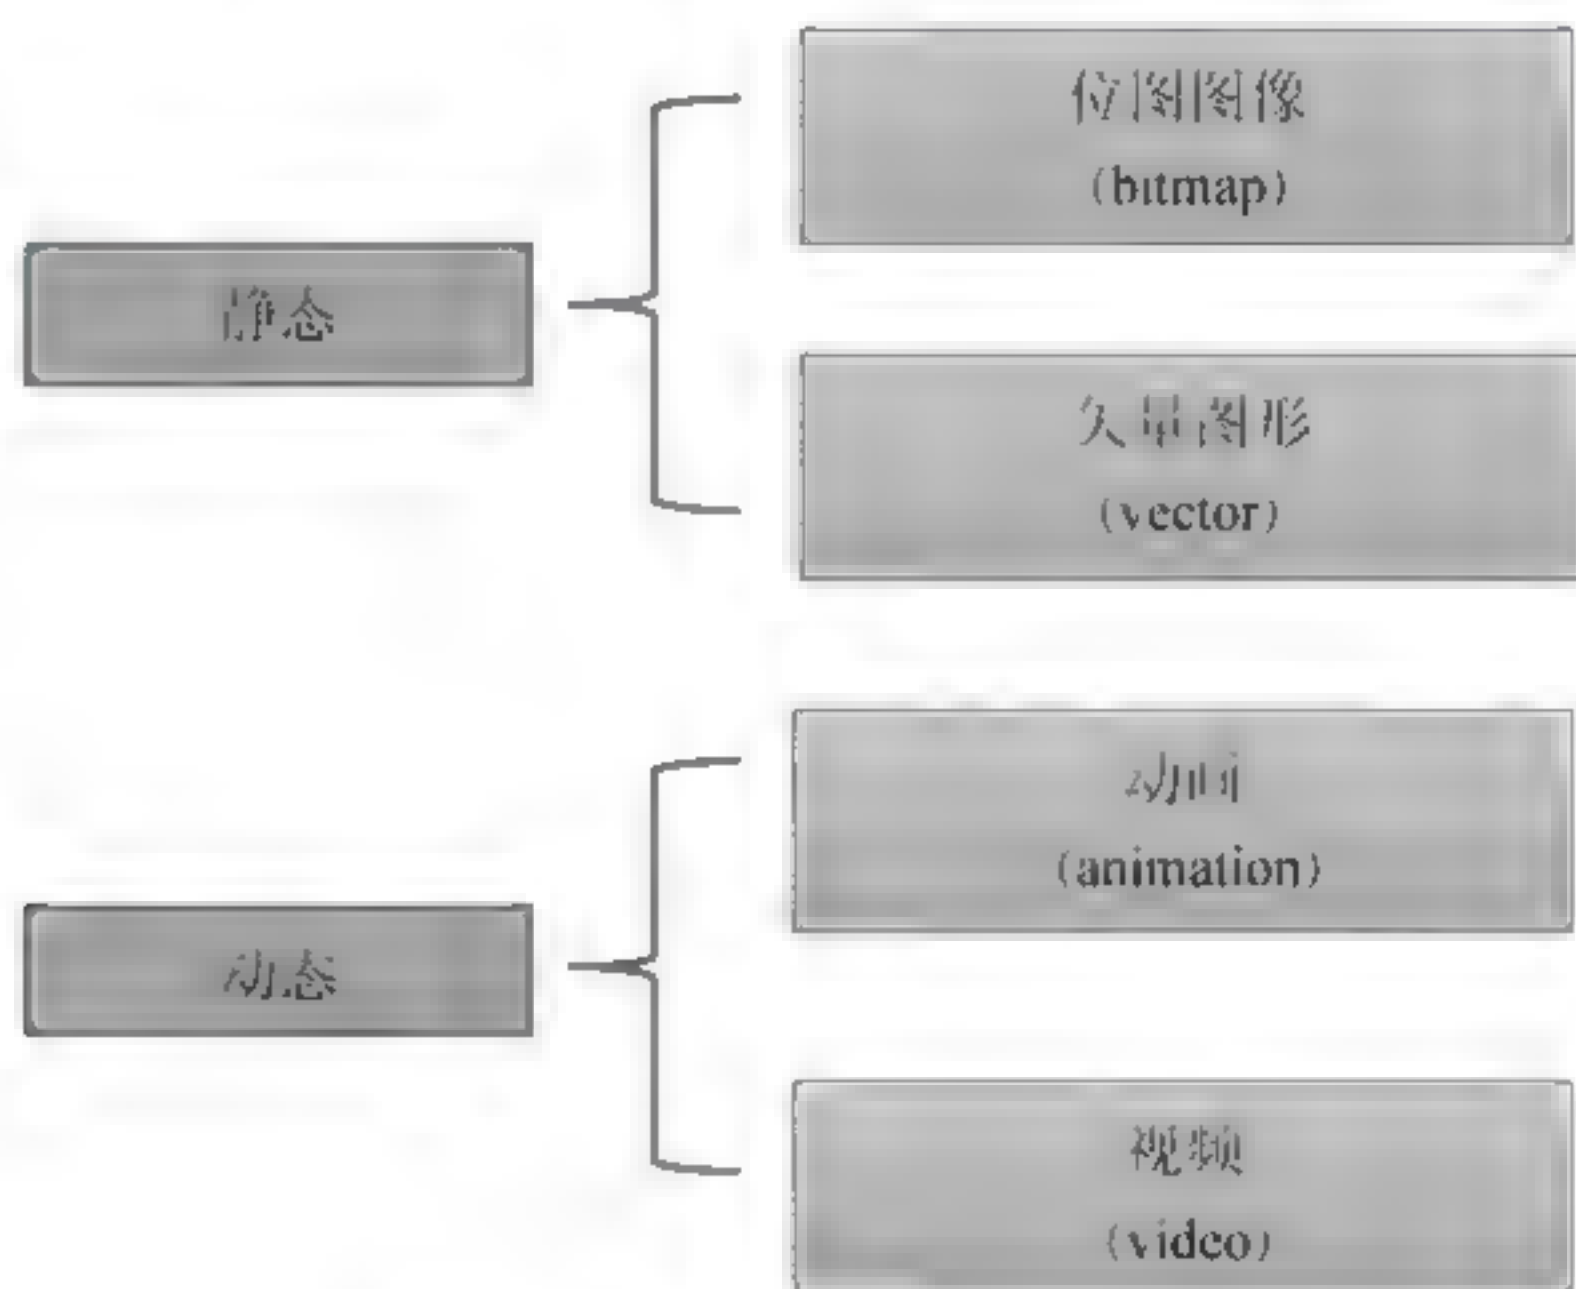 静态
位图图像
(bitmap)
矢量图形
(vector)
动态
动画
(animation)
视频
(video)